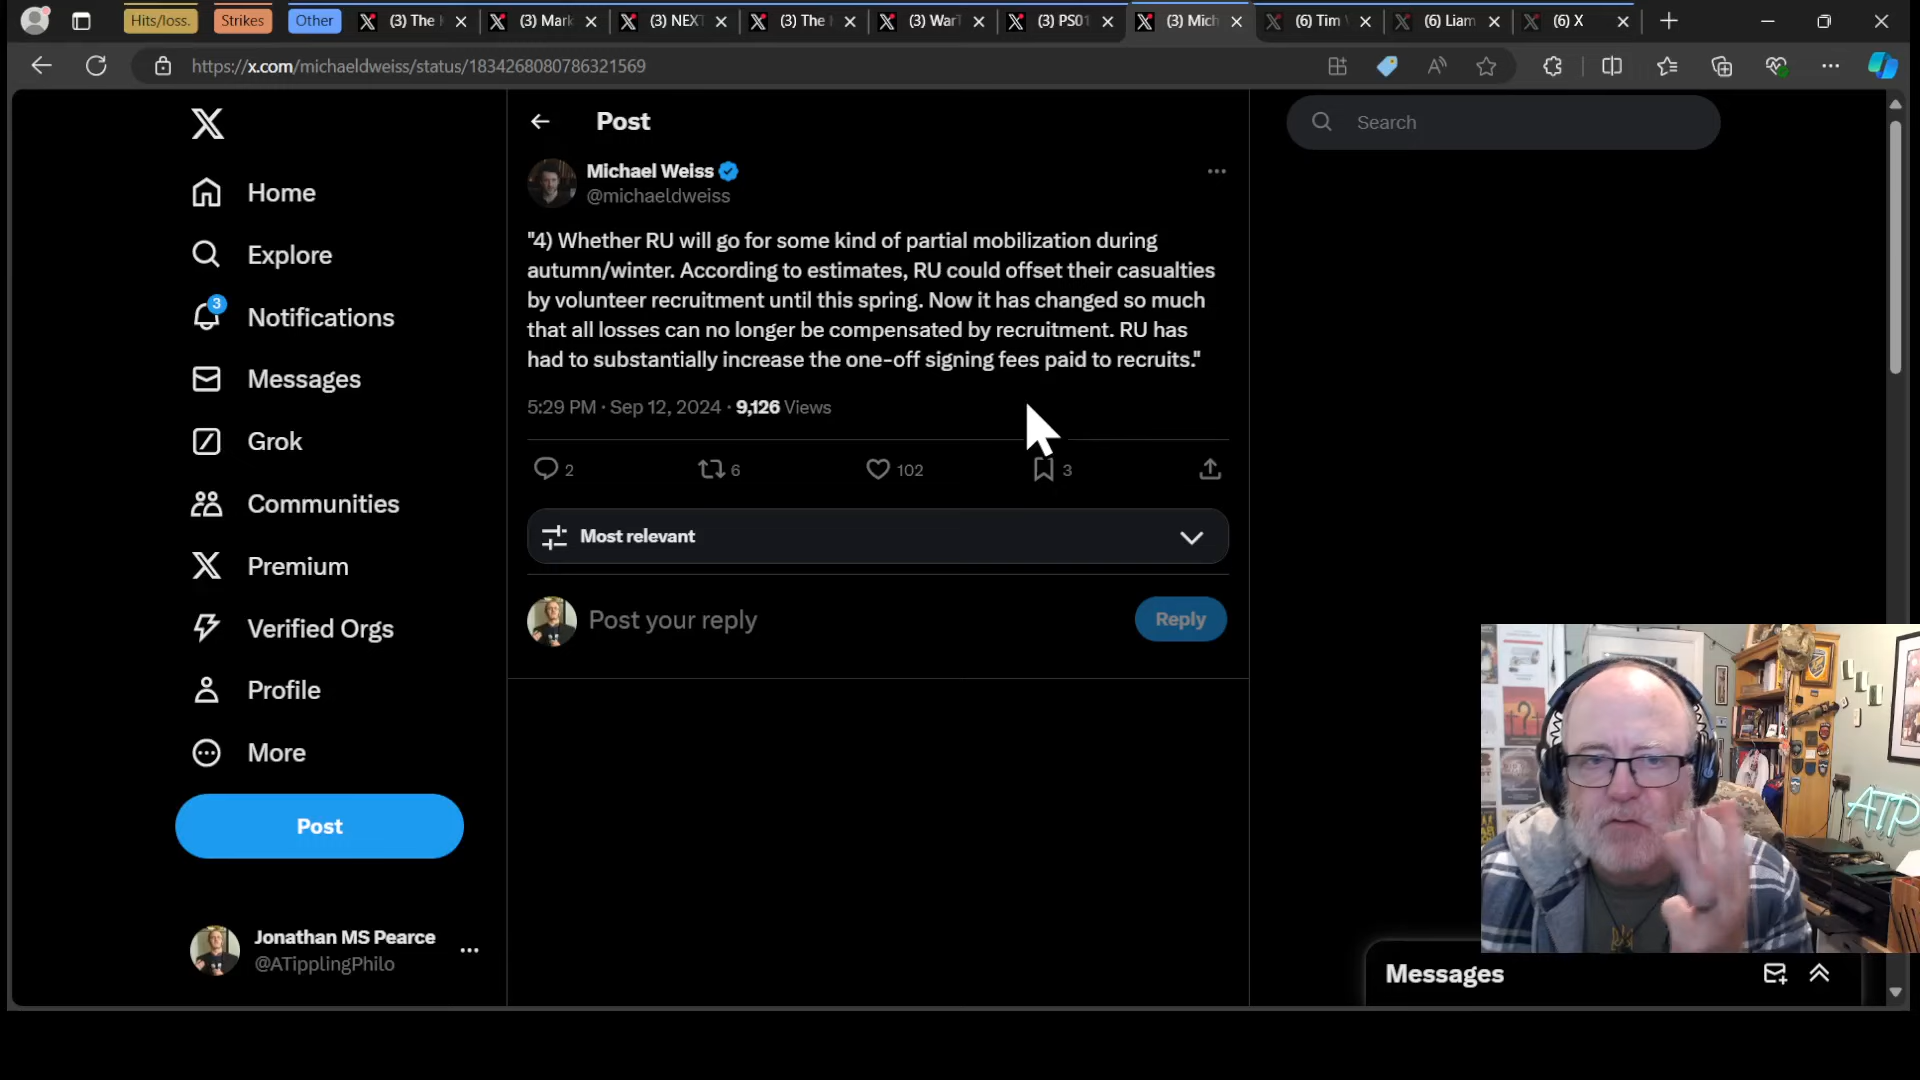 Hits/loss.
Strikes
Other
(3) The
(3) Mark
(3) NEXT
(3) The
(3) WarT
(3) PS01
(3) Mich
(6) Tim
(6) Liam
(6) X
https://x.com/michaeldweiss/status/1834268080786321569
Home
Explore
3
Notifications
Messages
Grok
Communities
Premium
Verified Orgs
Profile
More
Post
Jonathan MS Pearce
@ATipplingPhilo
Post
Michael Weiss
@michaeldweiss
"4) Whether RU will go for some kind of partial mobilization during
autumn/winter. According to estimates, RU could offset their casualties
by volunteer recruitment until this spring. Now it has changed so much
that all losses can no longer be compensated by recruitment. RU has
had to substantially increase the one-off signing fees paid to recruits."
5:29 PM · Sep 12, 2024 · 9,126 Views
2
6
102
3
Most relevant
Post your reply
Reply
Search
ATP
Messages